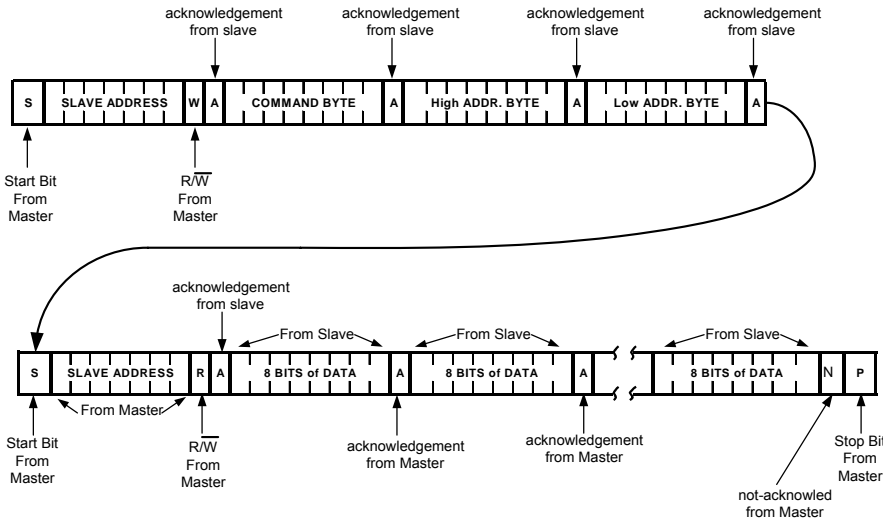 acknowledgement
from slave
acknowledgement
from slave
acknowledgement
from slave
acknowledgement
from slave
S SLAVE ADDRESS W A COMMAND BYTE A High ADDR. BYTE A Low ADDR. BYTE A
Start Bit
From
Master
R/W̅
From
Master
acknowledgement
from slave
From Slave
From Slave
From Slave
S SLAVE ADDRESS R A 8 BITS of DATA A 8 BITS of DATA A 8 BITS of DATA N P
From Master
Start Bit
From
Master
R/W̅
From
Master
acknowledgement
from Master
acknowledgement
from Master
Stop Bit
From
Master
not-acknowled
from Master